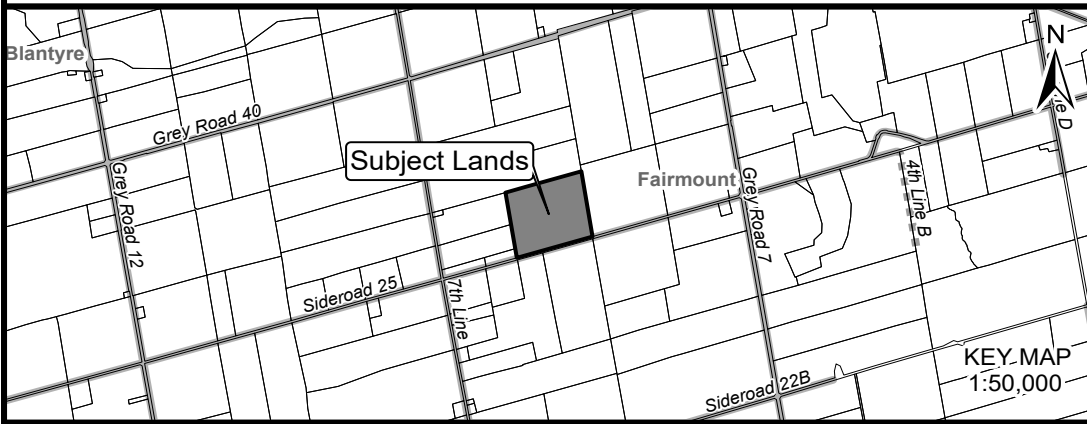 Blantyre
N
ue D
Grey Road 40
Subject Lands
Fairmount
4th Line B
Grey Road 12
Grey Road 7
Sideroad 25
7th Line
KEY MAP
1:50,000
Sideroad 22B